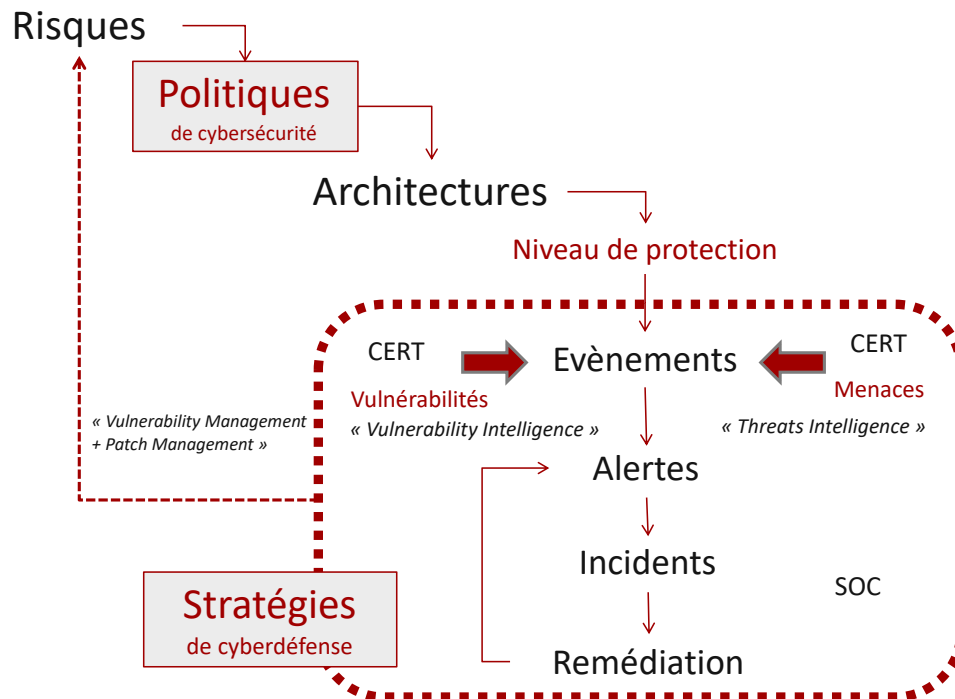 Risques
Politiques
de cybersécurité
Architectures
Niveau de protection
CERT
Evènements
CERT
Vulnérabilités
Menaces
« Vulnerability Management
+ Patch Management »
« Vulnerability Intelligence »
« Threats Intelligence »
Alertes
Incidents
SOC
Stratégies
de cyberdéfense
Remédiation